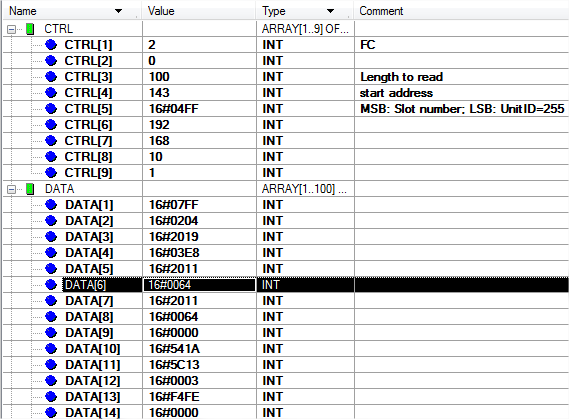 Name Value Type Comment
CTRL ARRAY[1..9] OF...
CTRL[1] 2 INT FC
CTRL[2] 0 INT
CTRL[3] 100 INT Length to read
CTRL[4] 143 INT start address
CTRL[5] 16#04FF INT MSB: Slot number; LSB: UnitID=255
CTRL[6] 192 INT
CTRL[7] 168 INT
CTRL[8] 10 INT
CTRL[9] 1 INT
DATA ARRAY[1..100] ...
DATA[1] 16#07FF INT
DATA[2] 16#0204 INT
DATA[3] 16#2019 INT
DATA[4] 16#03E8 INT
DATA[5] 16#2011 INT
DATA[6] 16#0064 INT
DATA[7] 16#2011 INT
DATA[8] 16#0064 INT
DATA[9] 16#0000 INT
DATA[10] 16#541A INT
DATA[11] 16#5C13 INT
DATA[12] 16#0003 INT
DATA[13] 16#F4FE INT
DATA[14] 16#0000 INT